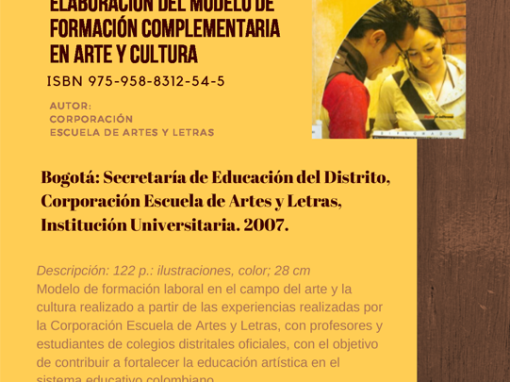 ELABORACIÓN DEL MODELO DE
FORMACIÓN COMPLEMENTARIA
EN ARTE Y CULTURA
ISBN 975-958-8312-54-5
AUTOR:
CORPORACIÓN
ESCUELA DE ARTES Y LETRAS
Bogotá: Secretaría de Educación del Distrito,
Corporación Escuela de Artes y Letras,
Institución Universitaria. 2007.
Descripción: 122 p.: ilustraciones, color; 28 cm
Modelo de formación laboral en el campo del arte y la
cultura realizado a partir de las experiencias realizadas por
la Corporación Escuela de Artes y Letras, con profesores y
estudiantes de colegios distritales oficiales, con el objetivo
de contribuir a fortalecer la educación artística en el
sistema educativo colombiano